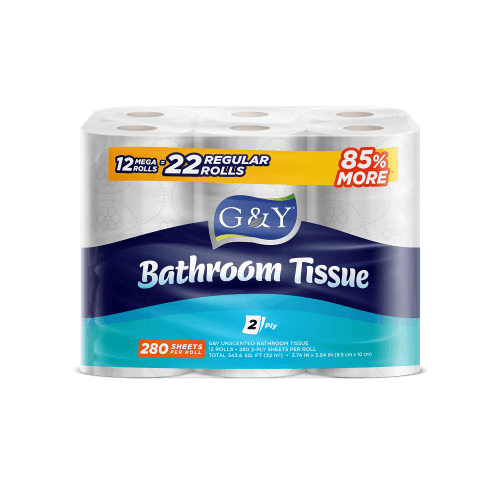 12 MEGA ROLLS = 22 REGULAR ROLLS
85% MORE*
G&Y
Bathroom Tissue
2 Ply
280 SHEETS PER ROLL
G&Y UNSCENTED BATHROOM TISSUE
12 ROLLS • 280 2-PLY SHEETS PER ROLL
TOTAL 343.6 SQ. FT (32 m²) • 3.74 IN X 3.94 IN (9.5 cm x 10 cm)